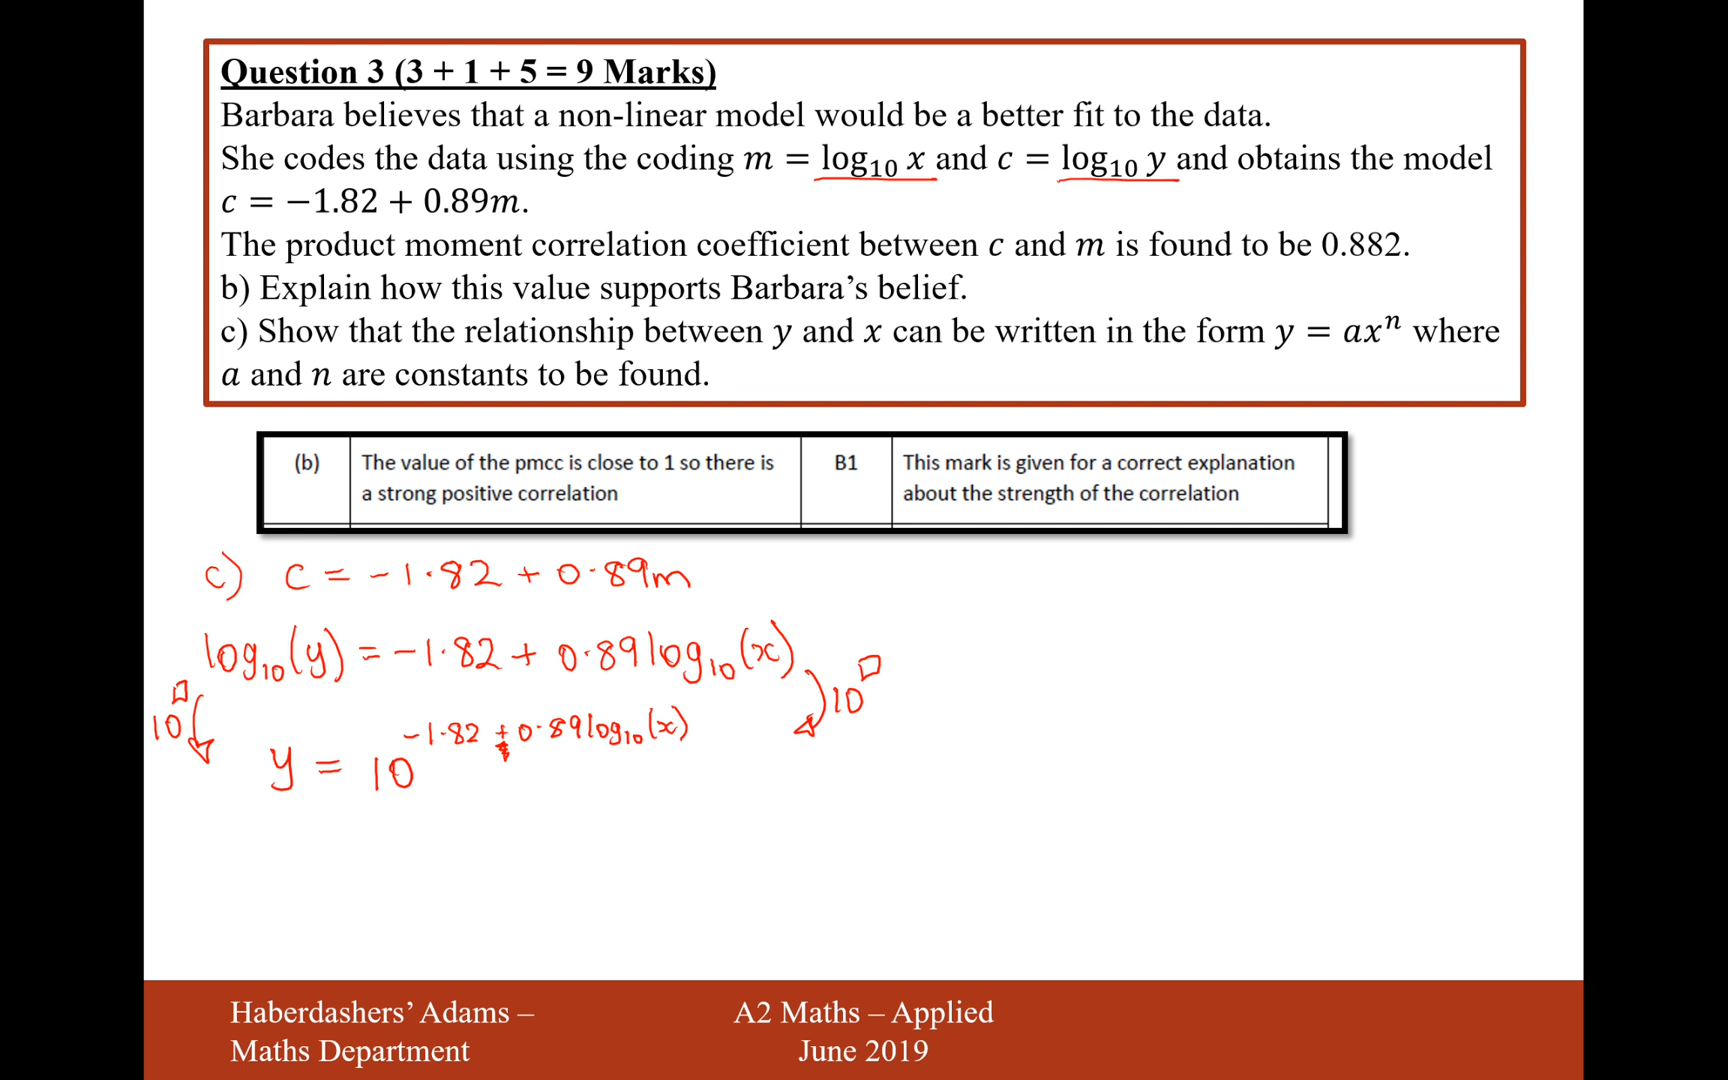 Question 3 (3 + 1 + 5 = 9 Marks)
Barbara believes that a non-linear model would be a better fit to the data.
She codes the data using the coding m = log₁₀ x and c = log₁₀ y and obtains the model
c = −1.82 + 0.89m.
The product moment correlation coefficient between c and m is found to be 0.882.
b) Explain how this value supports Barbara’s belief.
c) Show that the relationship between y and x can be written in the form y = axⁿ where
a and n are constants to be found.
(b) The value of the pmcc is close to 1 so there is B1 This mark is given for a correct explanation
a strong positive correlation about the strength of the correlation
c) c = -1.82 + 0.89m
log₁₀(y) = -1.82 + 0.89log₁₀(x)
10^□ 10^□
y = 10^(-1.82 + 0.89log₁₀(x))
Haberdashers’ Adams – A2 Maths – Applied
Maths Department June 2019